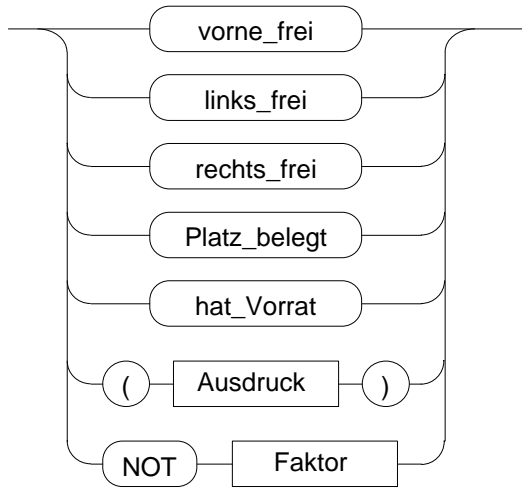 vorne_frei
links_frei
rechts_frei
Platz_belegt
hat_Vorrat
( Ausdruck )
NOT Faktor